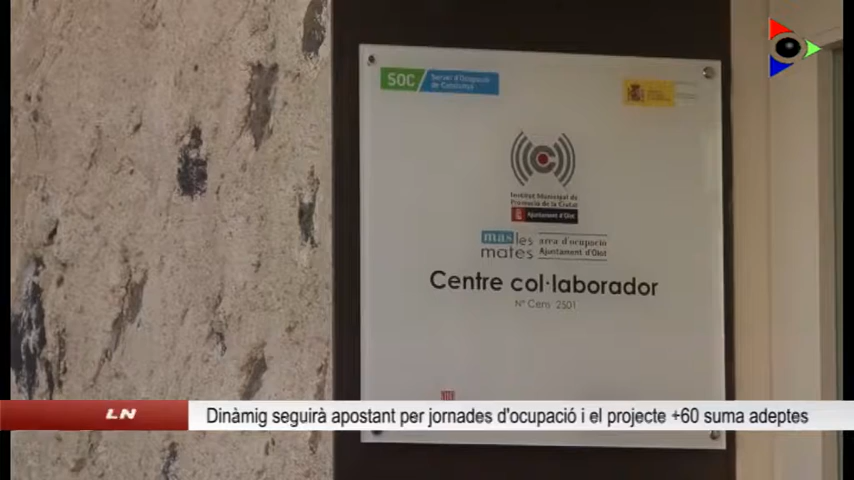 SOC
Servei d'Ocupació
de Catalunya
Institut Municipal de
Promoció de la Ciutat
Ajuntament d'Olot
mas les
mates
area d'ocupació
Ajuntament d'Olot
Centre col·laborador
Nº Cens 2501
LN
Dinàmig seguirà apostant per jornades d'ocupació i el projecte +60 suma adeptes